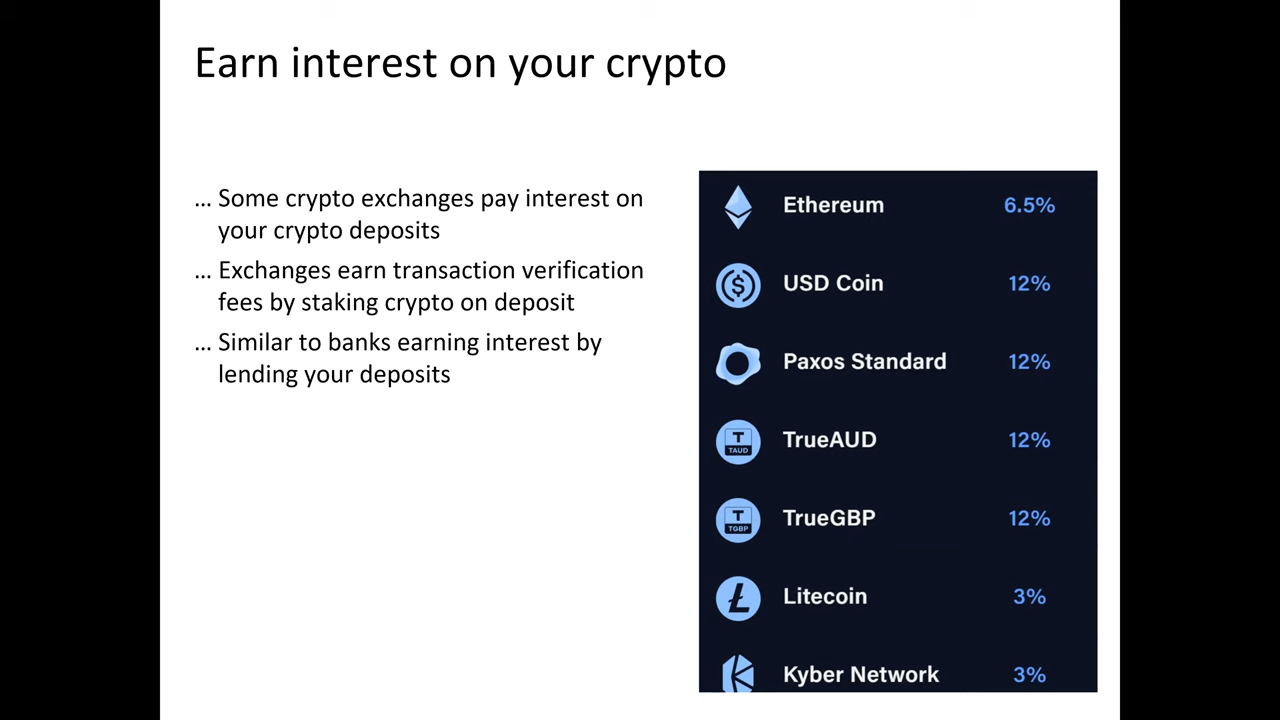 Earn interest on your crypto
... Some crypto exchanges pay interest on
your crypto deposits
... Exchanges earn transaction verification
fees by staking crypto on deposit
... Similar to banks earning interest by
lending your deposits
Ethereum 6.5%
USD Coin 12%
Paxos Standard 12%
T TAUD TrueAUD 12%
T TGBP TrueGBP 12%
Litecoin 3%
Kyber Network 3%